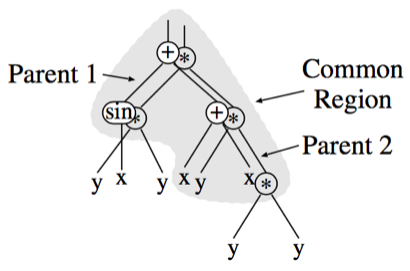 + *
Parent 1
Common
Region
sin * + *
Parent 2
y x y x y x *
y y